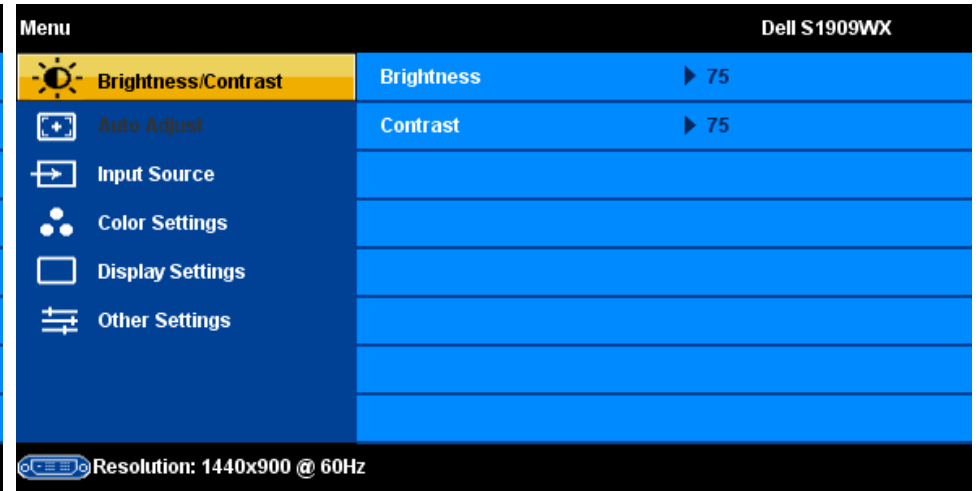 Menu Dell S1909WX
Brightness/Contrast Brightness 75
Auto Adjust Contrast 75
Input Source
Color Settings
Display Settings
Other Settings
Resolution: 1440x900 @ 60Hz